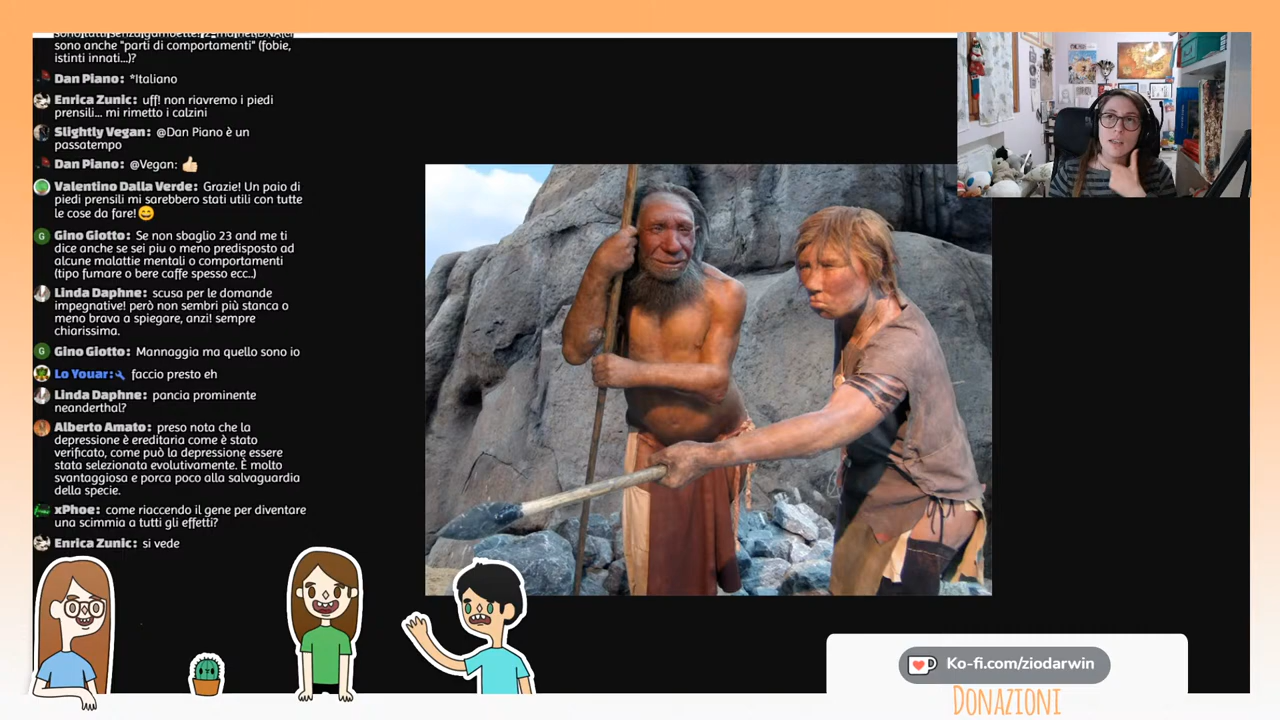 sono anche "parti di comportamenti" (fobie,
istinti innati...)?
Dan Piano: *Italiano
Enrica Zunic: uff! non riavremo i piedi
prensili... mi rimetto i calzini
Slightly Vegan: @Dan Piano è un
passatempo
Dan Piano: @Vegan: 👍🏻
Valentino Dalla Verde: Grazie! Un paio di
piedi prensili mi sarebbero stati utili con tutte
le cose da fare!😄
G Gino Giotto: Se non sbaglio 23 and me ti
dice anche se sei piu o meno predisposto ad
alcune malattie mentali o comportamenti
(tipo fumare o bere caffe spesso ecc..)
Linda Daphne: scusa per le domande
impegnative! però non sembri più stanca o
meno brava a spiegare, anzi! sempre
chiarissima.
G Gino Giotto: Mannaggia ma quello sono io
Lo Youar:🔧 faccio presto eh
Linda Daphne: pancia prominente
neanderthal?
Alberto Amato: preso nota che la
depressione è ereditaria come è stato
verificato, come può la depressione essere
stata selezionata evolutivamente. È molto
svantaggiosa e porca poco alla salvaguardia
della specie.
xPhoe: come riaccendo il gene per diventare
una scimmia a tutti gli effetti?
Enrica Zunic: si vede
Ko-fi.com/ziodarwin
DONAZIONI